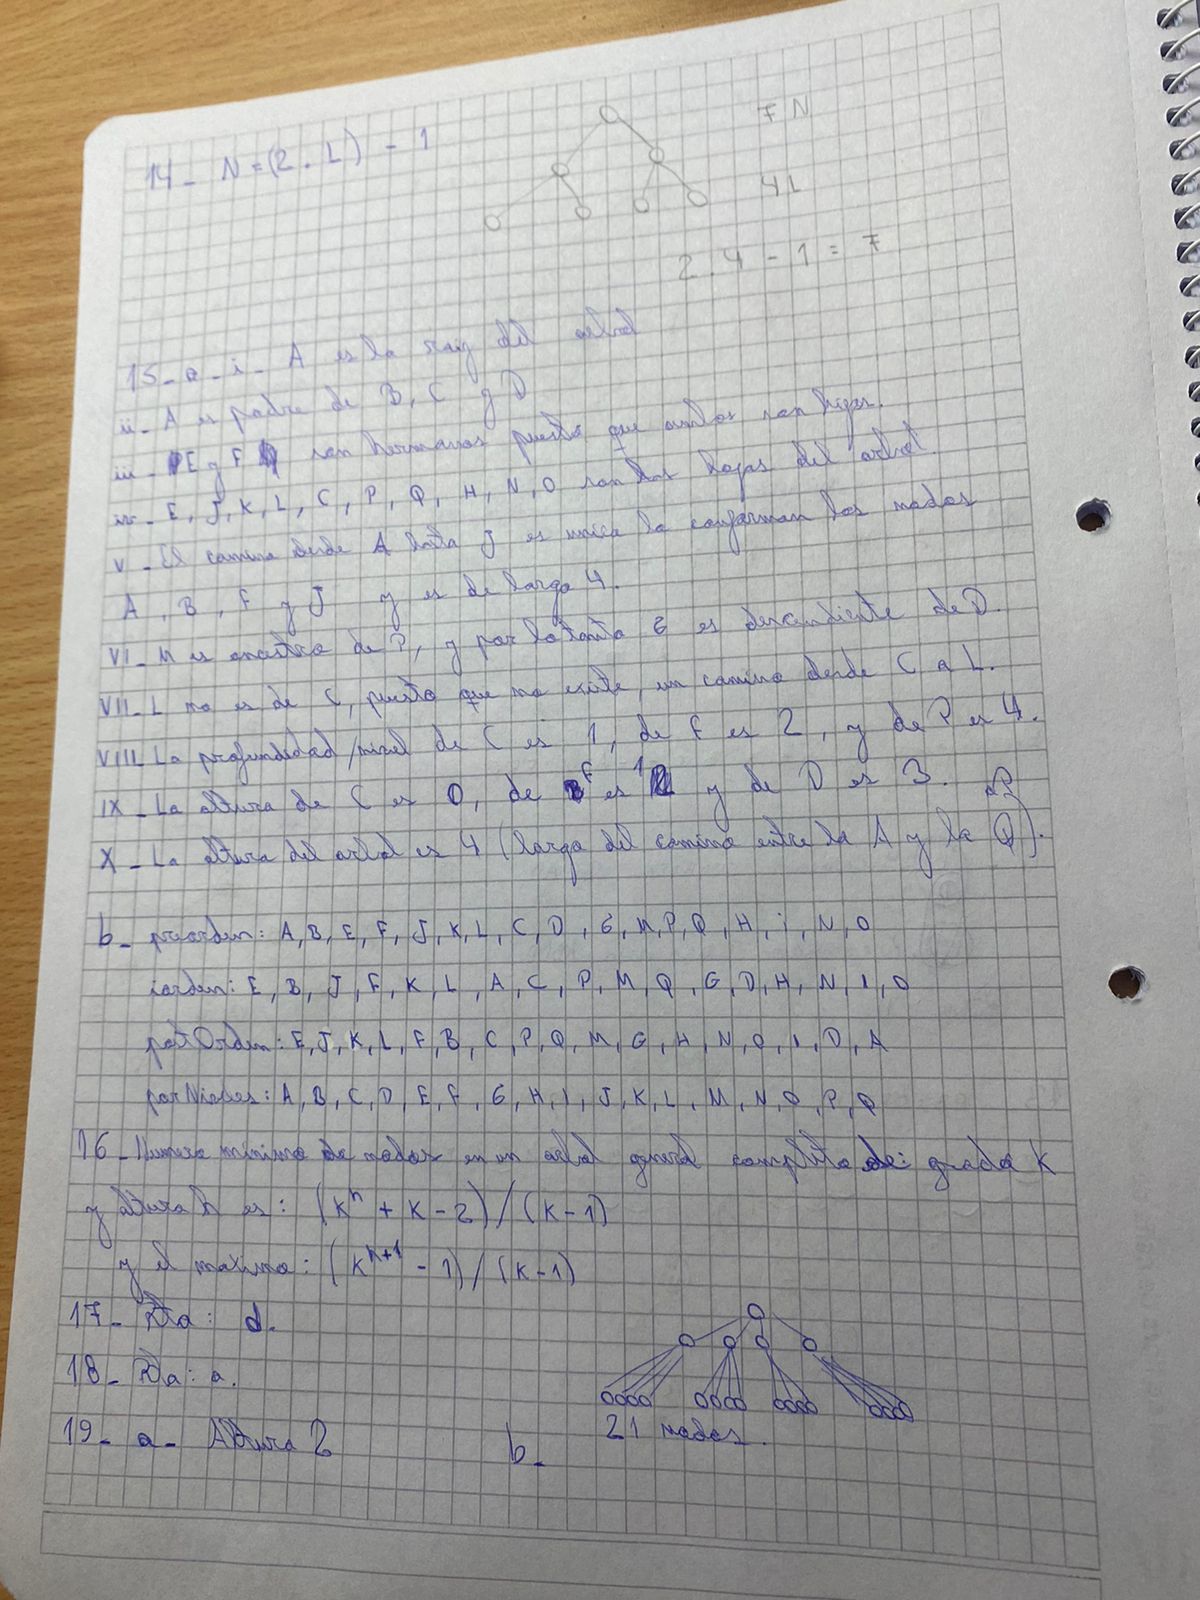 14- N=(2.L) - 1
7 N
4 L
2.4 - 1 = 7
15-a-i- A es la raiz del arbol
ii- A es padre de B, C y D
iii- E y F son hermanos puesto que ambos son hijos.
iv- E, J, K, L, C, P, Q, H, N, O son las hojas del arbol.
V- El camino desde A hasta J es unico lo conforman los nodos
A, B, F y J y es de largo 4.
VI- M es ancestro de P, y por lo tanto G es descendiente de D.
VII- L no es de C, puesto que no existe, un camino desde C a L.
VIII. La profundidad/nivel de C es 1, de F es 2, y de P es 4.
IX- La altura de C es 0, de F es 1 y de D es 3.
X- La altura del arbol es 4 (largo del camino entre la A y la Q).
b- preorden: A, B, E, F, J, K, L, C, D, G, M, P, Q, H, i, N, O
inorden: E, B, J, F, K, L, A, C, P, M, Q, G, D, H, N, I, O
postOrden: E, J, K, L, F, B, C, P, Q, M, G, H, N, O, I, D, A
porNiveles: A, B, C, D, E, F, G, H, I, J, K, L, M, N, O, P, Q
16-Numero minimo de nodos en un arbol general completo de: grado K
y altura h es: (K^h + K - 2) / (K - 1)
y el maximo: (K^h+1 - 1) / (K - 1)
17- Rta: d.
18- Rta: a.
19- a- Altura 2
b-
21 nodos.